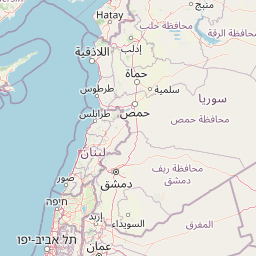 Hatay
منبج
محافظة حلب
إدلب
محافظة الرقة
اللاذقية
حماة
طرطوس
سلمية
سوريا
حمص
طرابلس
محافظة حمص
لبنان
محافظة ريف
دمشق
دمشق
صور
חיפה
إربد
السويداء
المفرق
תל אביב-יפו
عمان